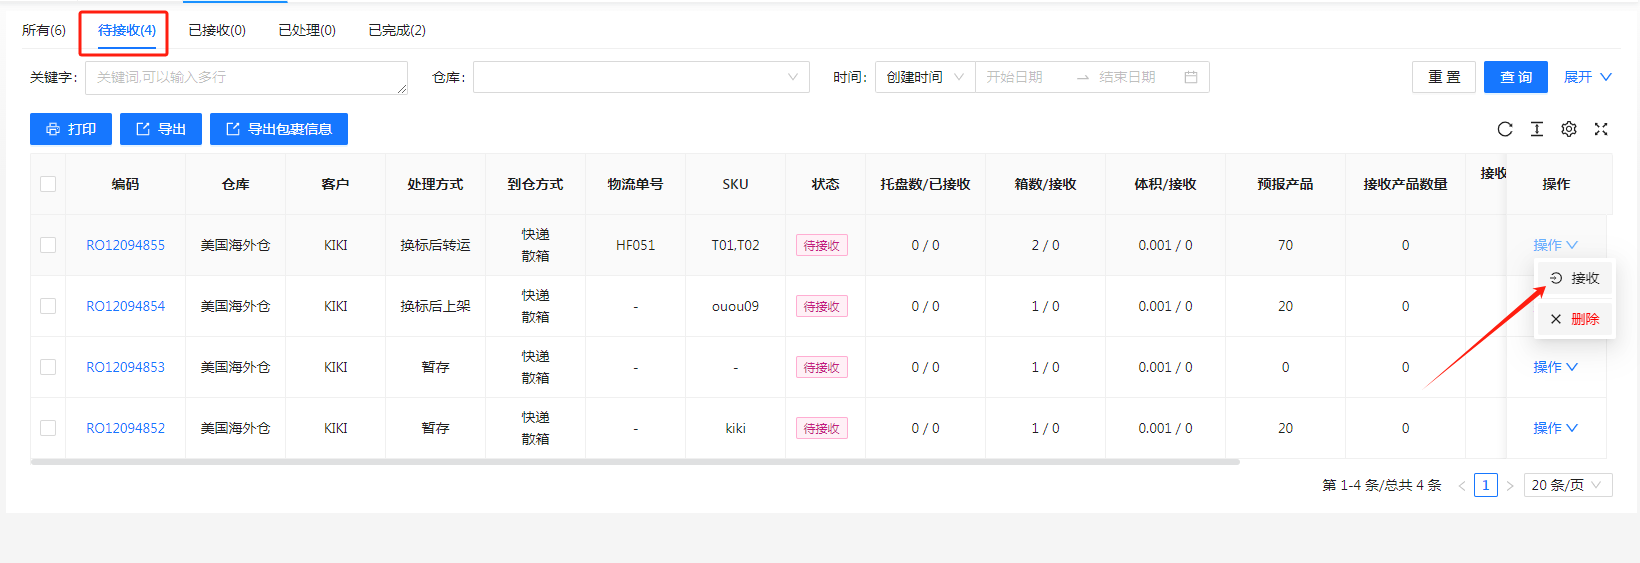 所有(6) 待接收(4) 已接收(0) 已处理(0) 已完成(2)
关键字: 关键词,可以输入多行 仓库: 时间: 创建时间 开始日期 → 结束日期 重 置 查 询 展开
打印 导出 导出包裹信息
编码 仓库 客户 处理方式 到仓方式 物流单号 SKU 状态 托盘数/已接收 箱数/接收 体积/接收 预报产品 接收产品数量 接收 操作
RO12094855 美国海外仓 KIKI 换标后转运 快递 散箱 HF051 T01,T02 待接收 0 / 0 2 / 0 0.001 / 0 70 0 操作
接收
RO12094854 美国海外仓 KIKI 换标后上架 快递 散箱 - ouou09 待接收 0 / 0 1 / 0 0.001 / 0 20 0
删除
RO12094853 美国海外仓 KIKI 暂存 快递 散箱 - - 待接收 0 / 0 1 / 0 0.001 / 0 0 0 操作
RO12094852 美国海外仓 KIKI 暂存 快递 散箱 - kiki 待接收 0 / 0 1 / 0 0.001 / 0 20 0 操作
第 1-4 条/总共 4 条 < 1 > 20 条/页